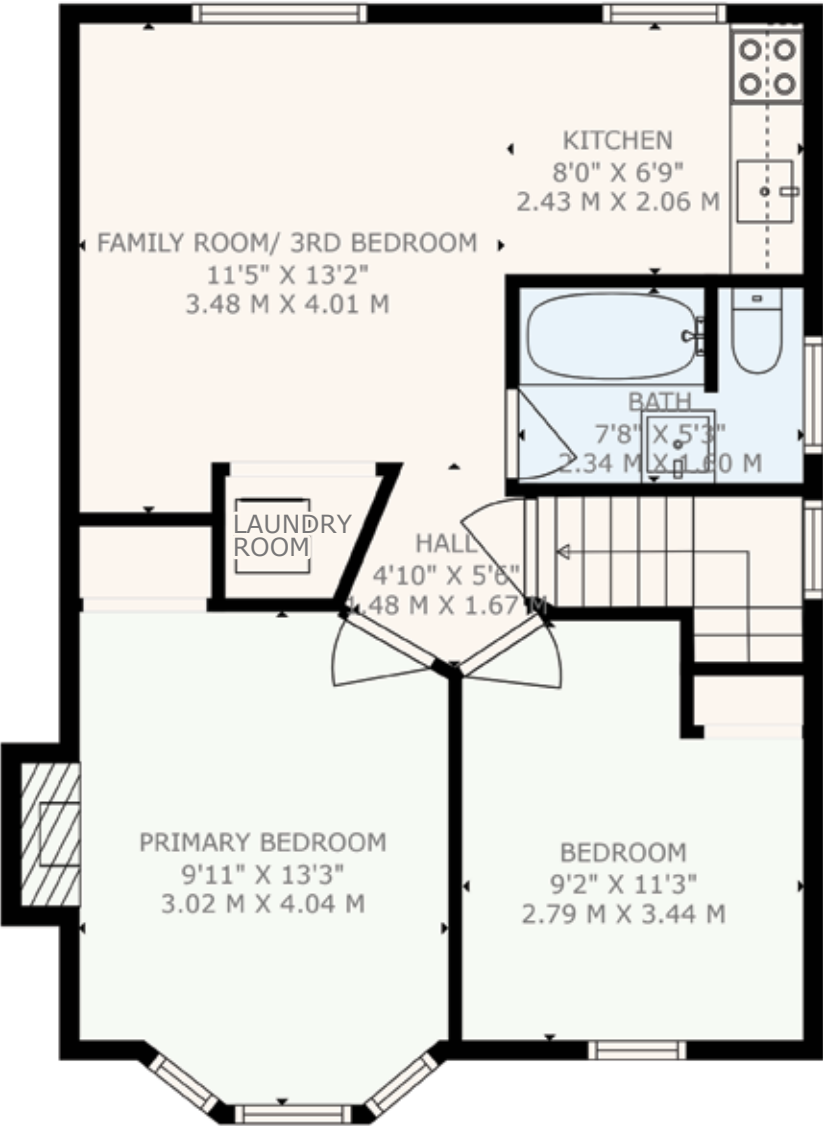 KITCHEN
8'0" X 6'9"
2.43 M X 2.06 M
FAMILY ROOM/ 3RD BEDROOM
11'5" X 13'2"
3.48 M X 4.01 M
BATH
7'8" X 5'3"
2.34 M X 1.60 M
LAUNDRY
ROOM
HALL
4'10" X 5'6"
1.48 M X 1.67 M
PRIMARY BEDROOM
9'11" X 13'3"
3.02 M X 4.04 M
BEDROOM
9'2" X 11'3"
2.79 M X 3.44 M